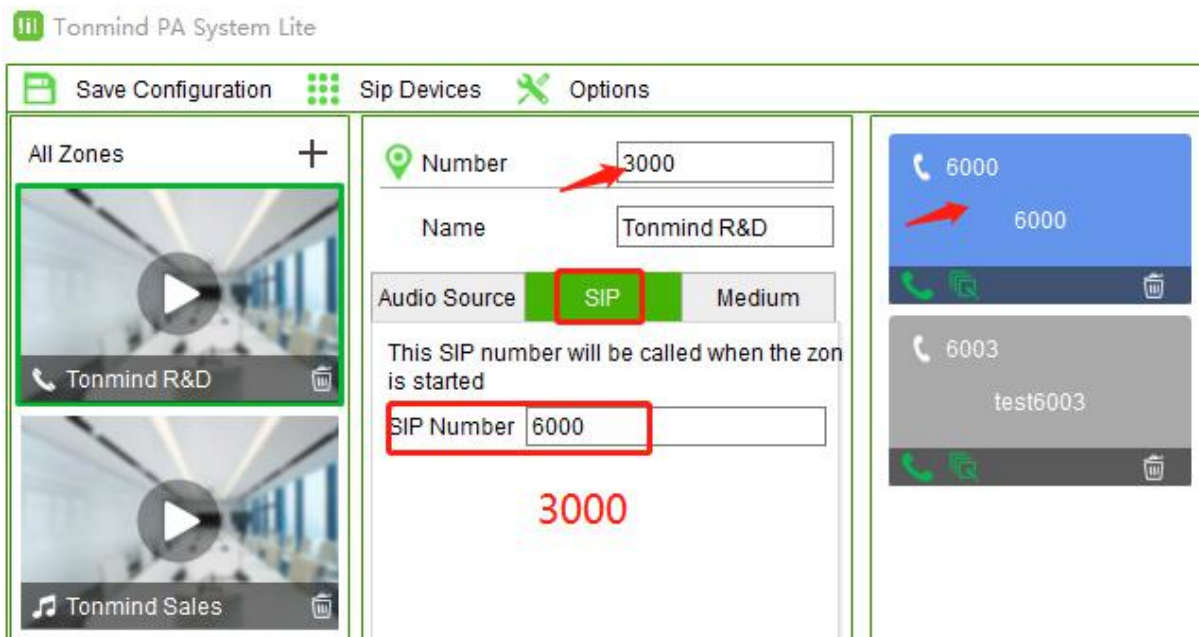 Tonmind PA System Lite
Save Configuration Sip Devices Options
All Zones
Tonmind R&D
Tonmind Sales
Number 3000
Name Tonmind R&D
Audio Source SIP Medium
This SIP number will be called when the zon
is started
SIP Number 6000
3000
6000
6000
6003
test6003